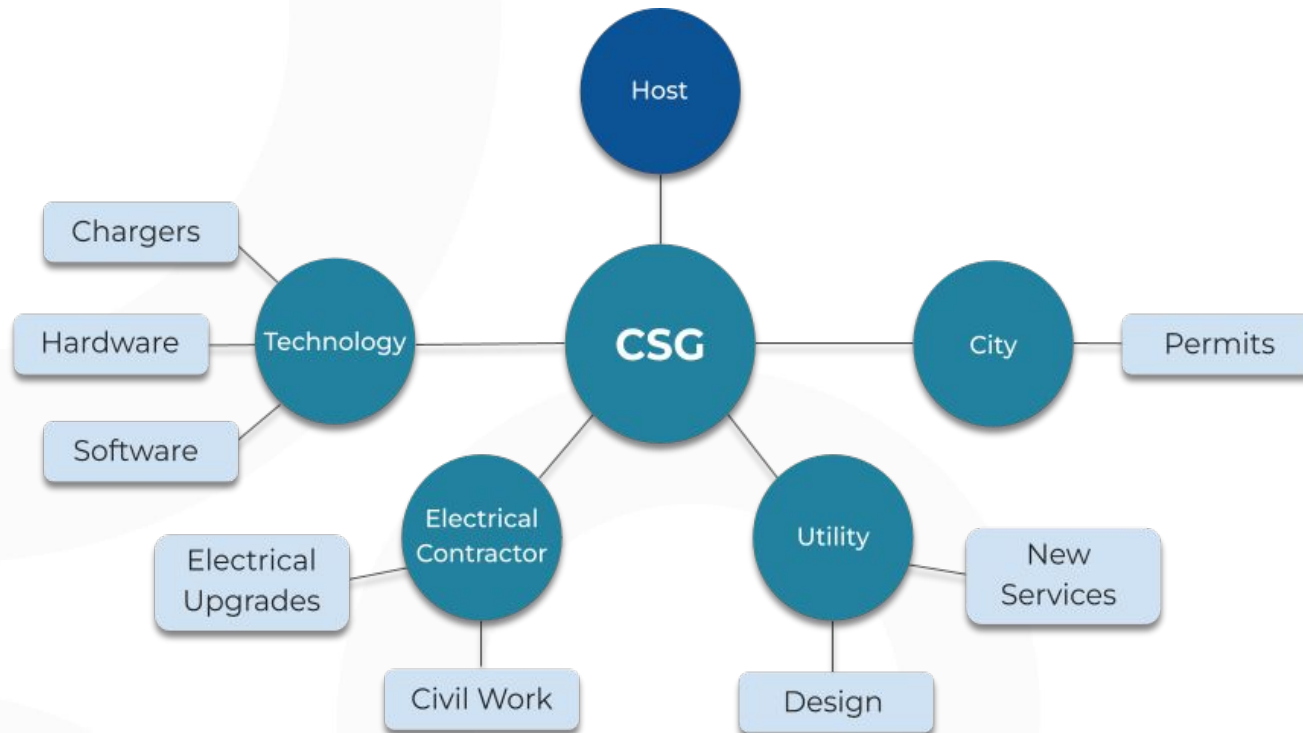 Host
Chargers
Hardware
Software
Technology
CSG
City
Permits
Electrical
Contractor
Electrical
Upgrades
Civil Work
Utility
New
Services
Design